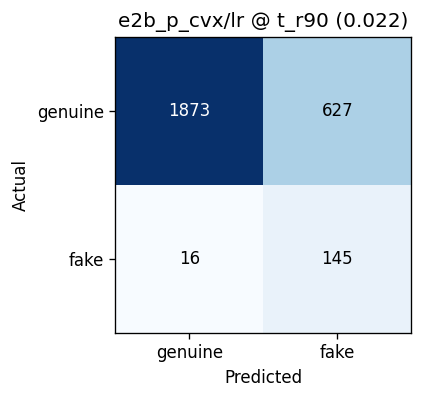 e2b_p_cvx/lr @ t_r90 (0.022)
genuine
1873
627
Actual
fake
16
145
genuine
fake
Predicted